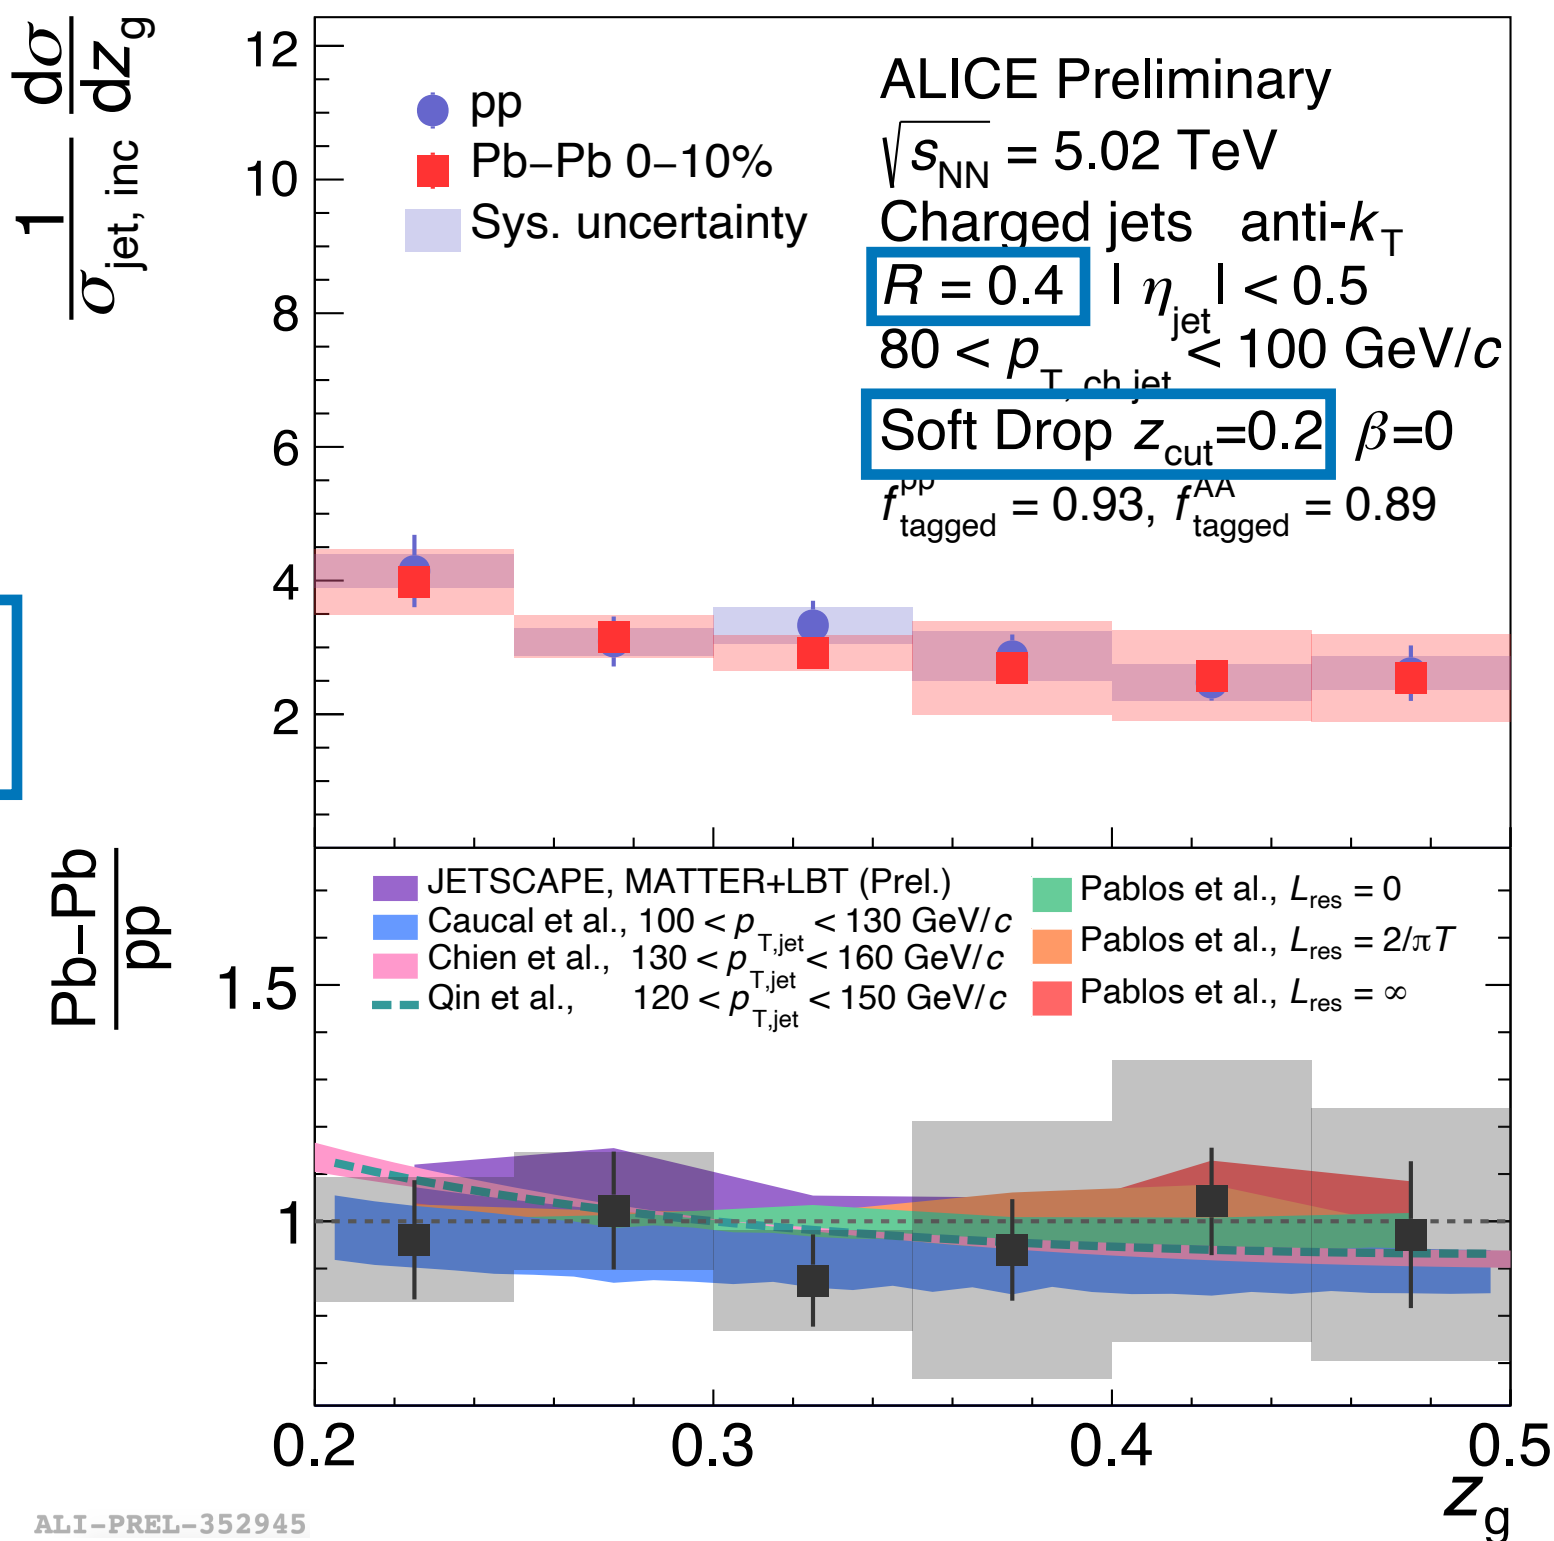 1/σjet, inc dσ/dzg
12
10
8
6
4
2
pp
Pb–Pb 0–10%
Sys. uncertainty
ALICE Preliminary
√sNN = 5.02 TeV
Charged jets anti-kT
R = 0.4 | ηjet | < 0.5
80 < pT, ch jet < 100 GeV/c
Soft Drop zcut=0.2 β=0
f pp tagged = 0.93, f AA tagged = 0.89
Pb–Pb/pp
1.5
1
JETSCAPE, MATTER+LBT (Prel.)
Caucal et al., 100 < pT,jet < 130 GeV/c
Chien et al., 130 < pT,jet < 160 GeV/c
Qin et al., 120 < pT,jet < 150 GeV/c
Pablos et al., Lres = 0
Pablos et al., Lres = 2/πT
Pablos et al., Lres = ∞
0.2 0.3 0.4 0.5
zg
ALI-PREL-352945